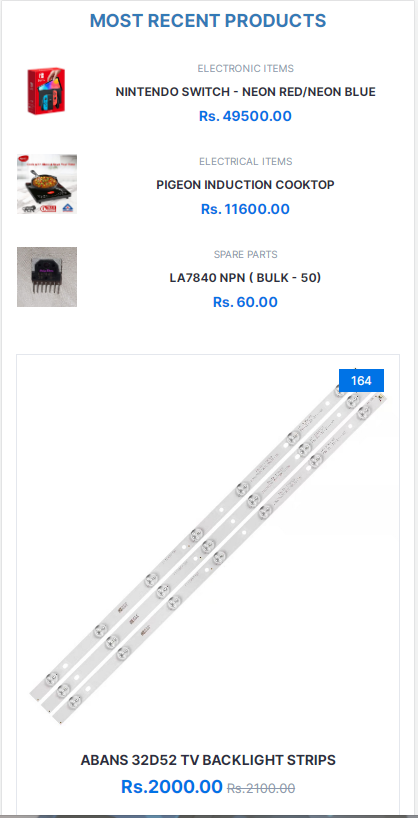 MOST RECENT PRODUCTS
ELECTRONIC ITEMS
NINTENDO SWITCH - NEON RED/NEON BLUE
Rs. 49500.00
ELECTRICAL ITEMS
PIGEON INDUCTION COOKTOP
Rs. 11600.00
SPARE PARTS
LA7840 NPN ( BULK - 50)
Rs. 60.00
164
ABANS 32D52 TV BACKLIGHT STRIPS
Rs.2000.00 Rs.2100.00